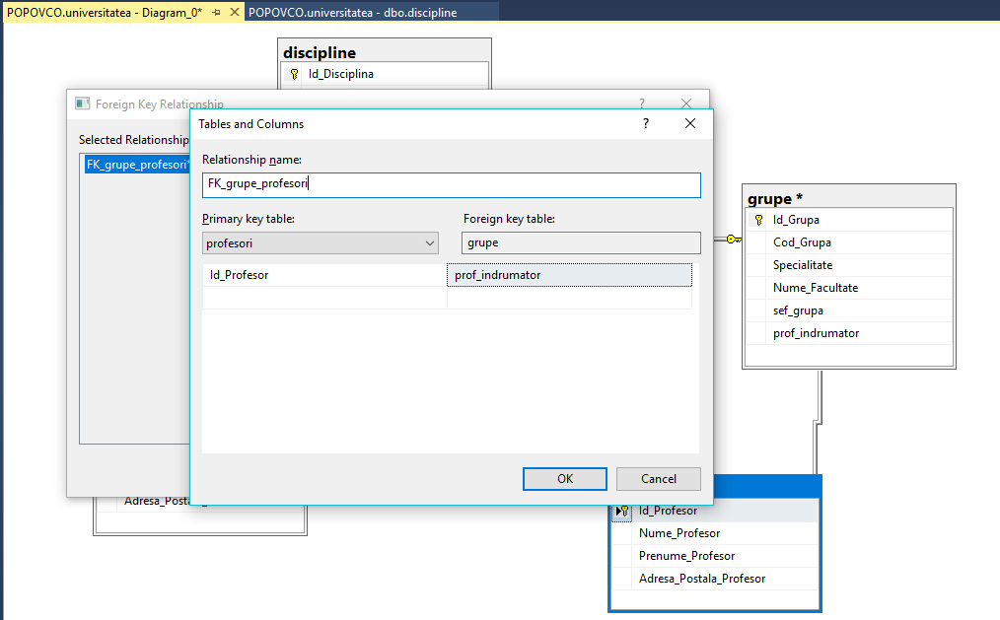 POPOVCO.universitatea - Diagram_0*
POPOVCO.universitatea - dbo.discipline
discipline
Id_Disciplina
Foreign Key Relationship
?
Tables and Columns
?
Selected Relationship
Relationship name:
FK_grupe_profesori*
FK_grupe_profesori
Primary key table:
Foreign key table:
profesori
grupe
Id_Profesor
prof_indrumator
grupe *
Id_Grupa
Cod_Grupa
Specialitate
Nume_Facultate
sef_grupa
prof_indrumator
OK
Cancel
Id_Profesor
Nume_Profesor
Prenume_Profesor
Adresa_Postala_Profesor